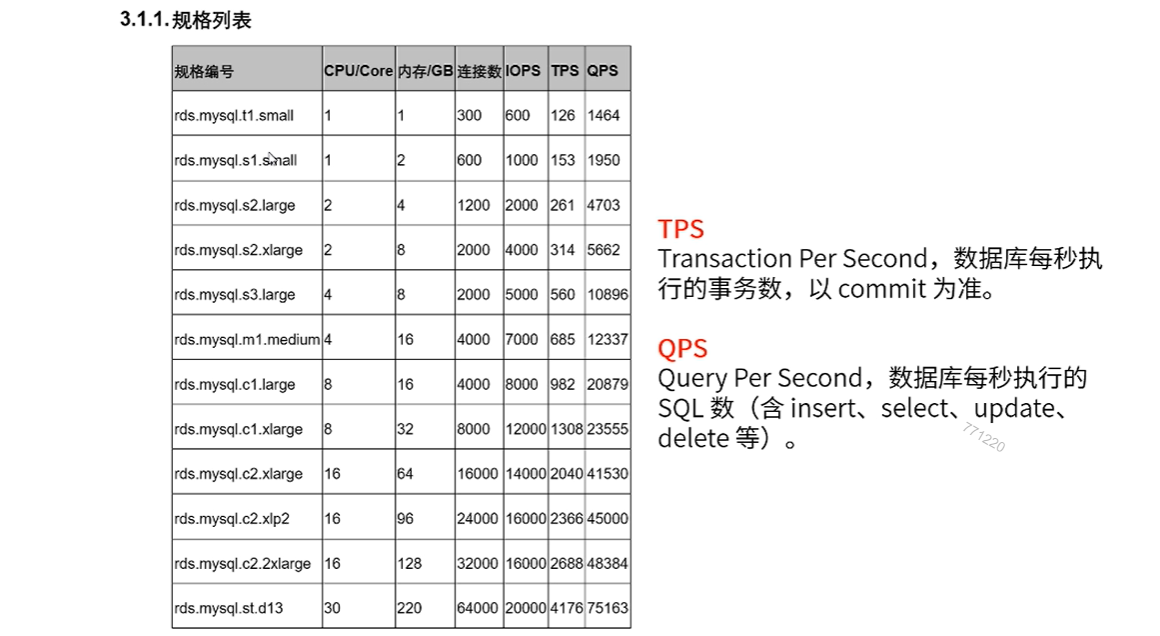 3.1.1. 规格列表
规格编号 CPU/Core 内存/GB 连接数 IOPS TPS QPS
rds.mysql.t1.small 1 1 300 600 126 1464
rds.mysql.s1.small 1 2 600 1000 153 1950
rds.mysql.s2.large 2 4 1200 2000 261 4703
rds.mysql.s2.xlarge 2 8 2000 4000 314 5662
rds.mysql.s3.large 4 8 2000 5000 560 10896
rds.mysql.m1.medium 4 16 4000 7000 685 12337
rds.mysql.c1.large 8 16 4000 8000 982 20879
rds.mysql.c1.xlarge 8 32 8000 12000 1308 23555
rds.mysql.c2.xlarge 16 64 16000 14000 2040 41530
rds.mysql.c2.xlp2 16 96 24000 16000 2366 45000
rds.mysql.c2.2xlarge 16 128 32000 16000 2688 48384
rds.mysql.st.d13 30 220 64000 20000 4176 75163
TPS
Transaction Per Second，数据库每秒执
行的事务数，以 commit 为准。
QPS
Query Per Second，数据库每秒执行的
SQL 数（含 insert、select、update、
delete 等）。
771220